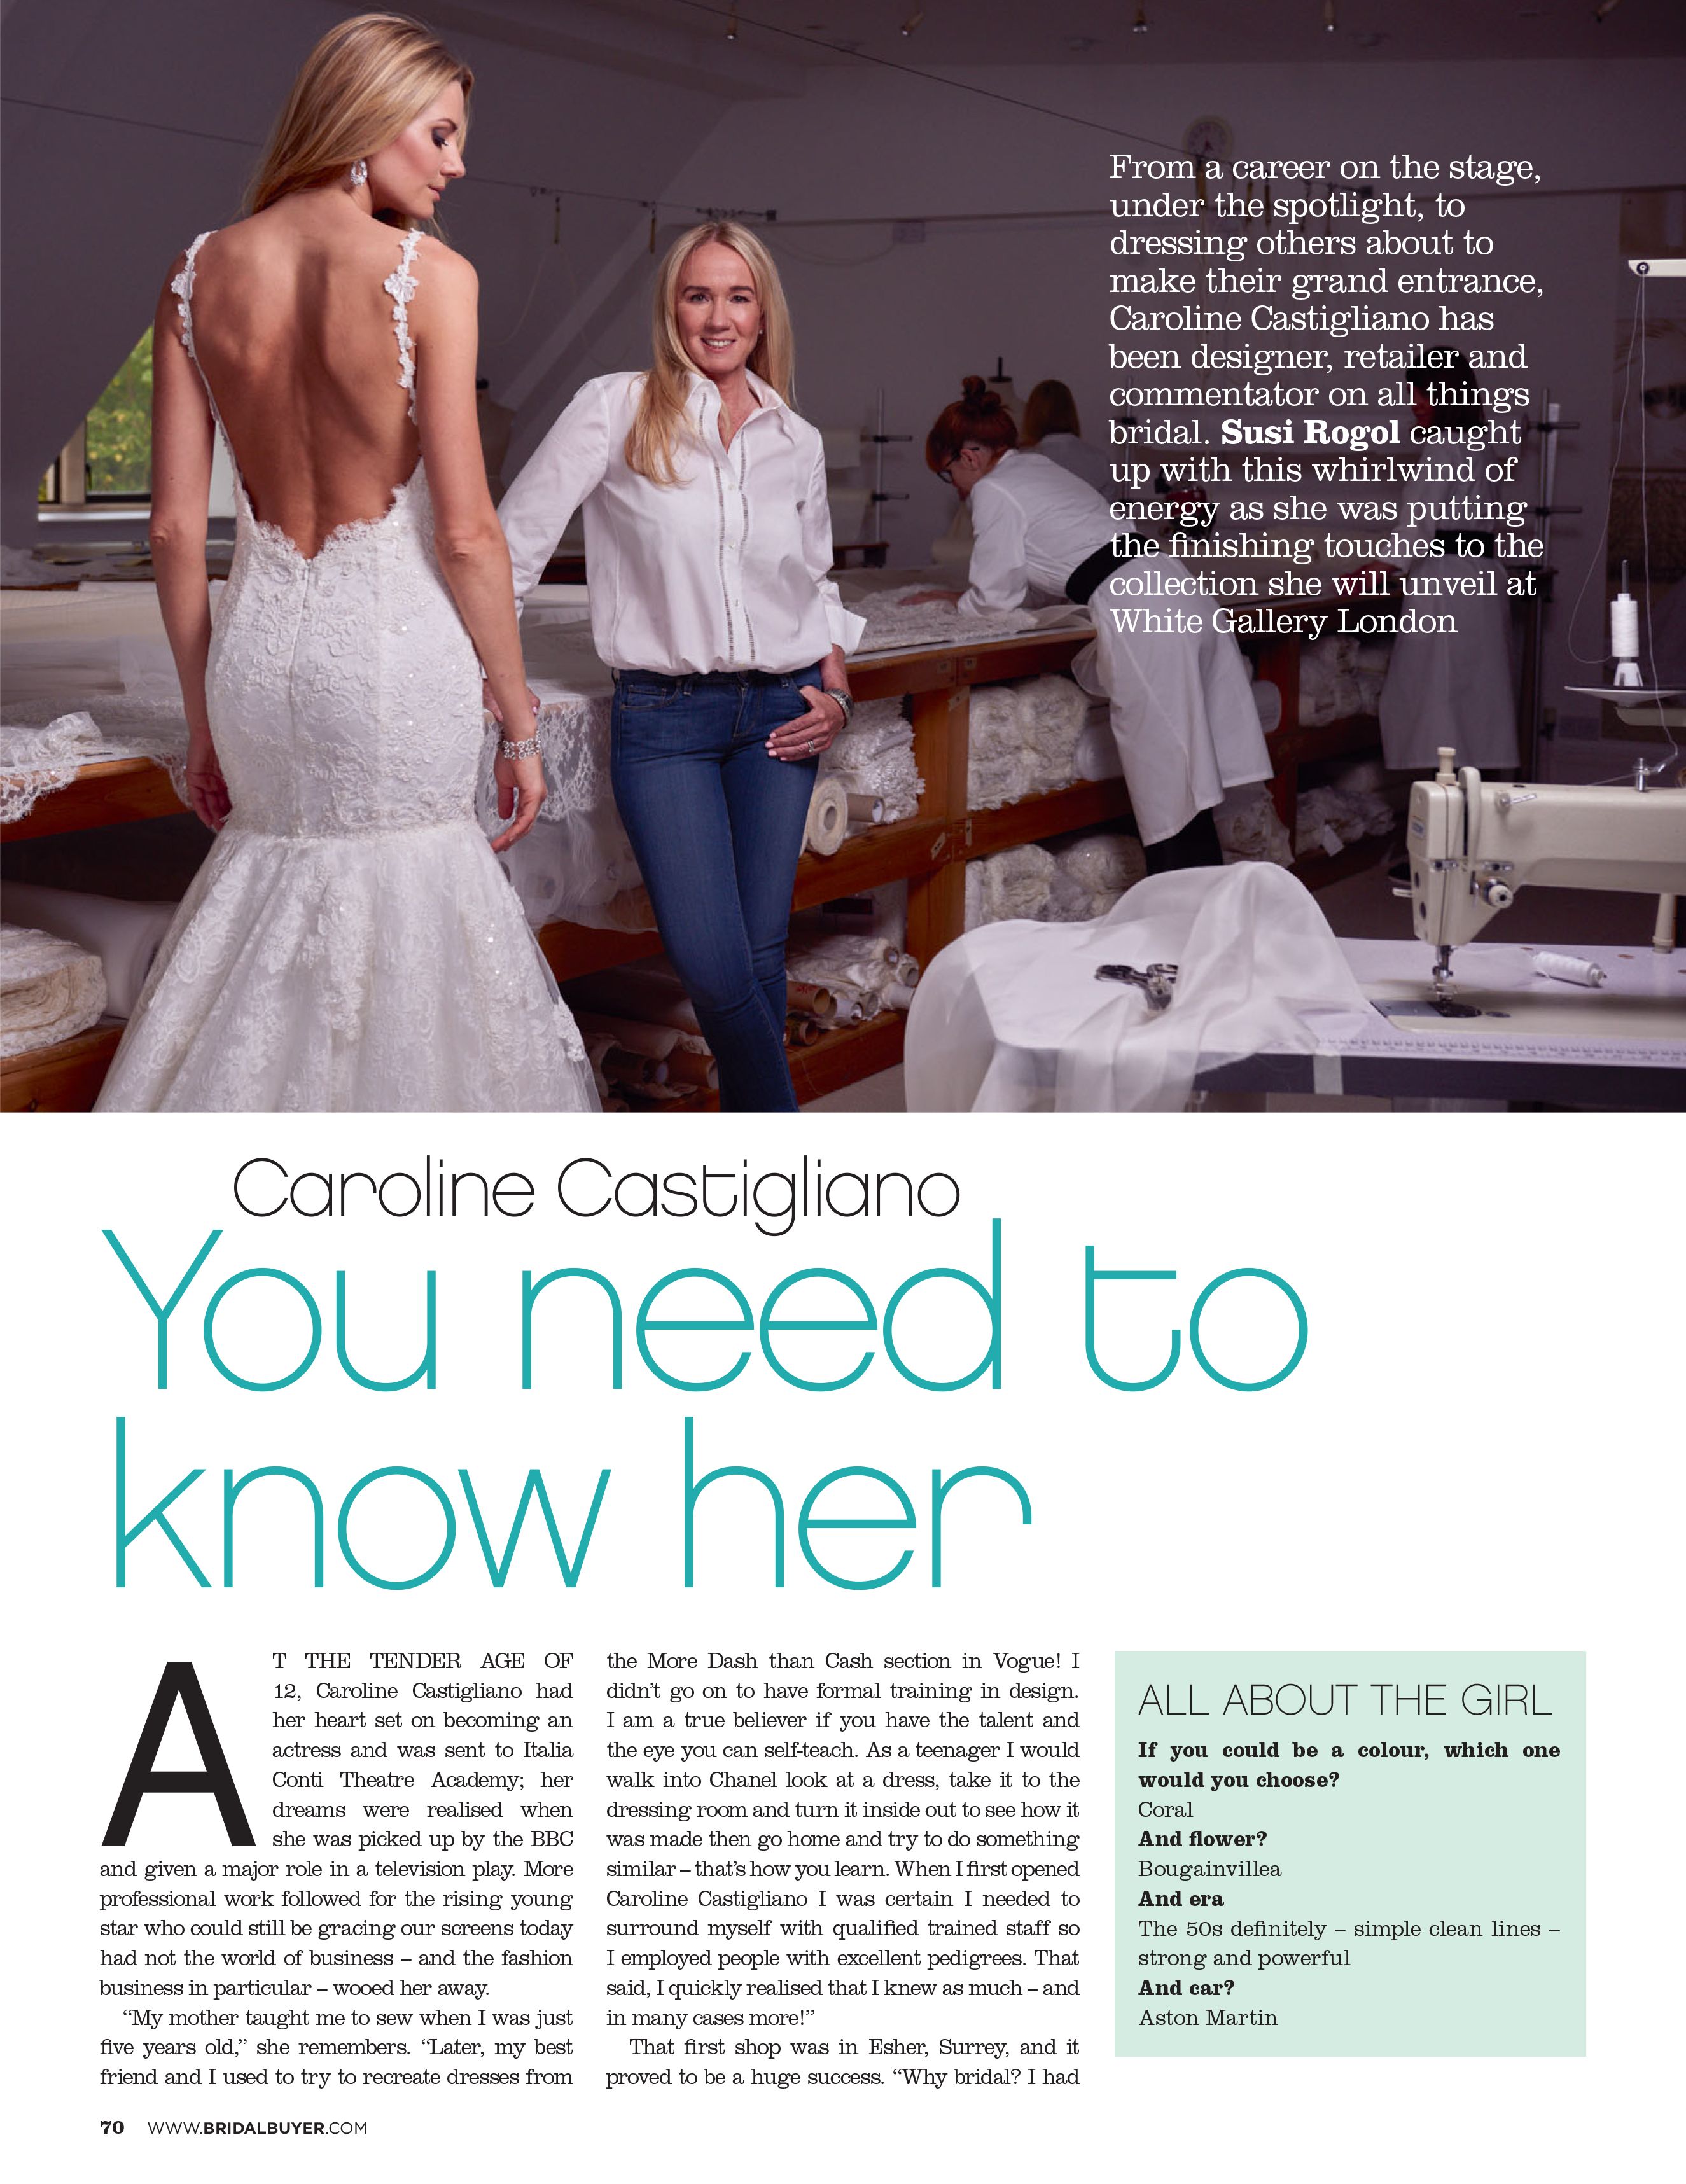 From a career on the stage,
under the spotlight, to
dressing others about to
make their grand entrance,
Caroline Castigliano has
been designer, retailer and
commentator on all things
bridal. Susi Rogol caught
up with this whirlwind of
energy as she was putting
the finishing touches to the
collection she will unveil at
White Gallery London
Caroline Castigliano
You need to
know her
AT THE TENDER AGE OF
12, Caroline Castigliano had
her heart set on becoming an
actress and was sent to Italia
Conti Theatre Academy; her
dreams were realised when
she was picked up by the BBC
and given a major role in a television play. More
professional work followed for the rising young
star who could still be gracing our screens today
had not the world of business – and the fashion
business in particular – wooed her away.
“My mother taught me to sew when I was just
five years old,” she remembers. “Later, my best
friend and I used to try to recreate dresses from
the More Dash than Cash section in Vogue! I
didn’t go on to have formal training in design.
I am a true believer if you have the talent and
the eye you can self-teach. As a teenager I would
walk into Chanel look at a dress, take it to the
dressing room and turn it inside out to see how it
was made then go home and try to do something
similar – that’s how you learn. When I first opened
Caroline Castigliano I was certain I needed to
surround myself with qualified trained staff so
I employed people with excellent pedigrees. That
said, I quickly realised that I knew as much – and
in many cases more!”
That first shop was in Esher, Surrey, and it
proved to be a huge success. “Why bridal? I had
ALL ABOUT THE GIRL
If you could be a colour, which one
would you choose?
Coral
And flower?
Bougainvillea
And era
The 50s definitely – simple clean lines –
strong and powerful
And car?
Aston Martin
70 WWW.BRIDALBUYER.COM